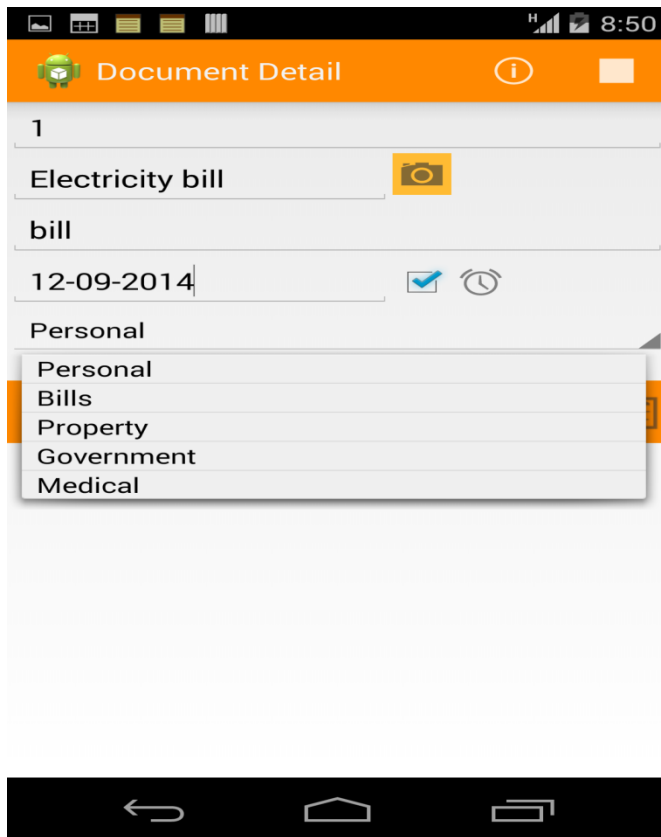 H 8:50
Document Detail
1
Electricity bill
bill
12-09-2014
Personal
Personal
Bills
Property
Government
Medical